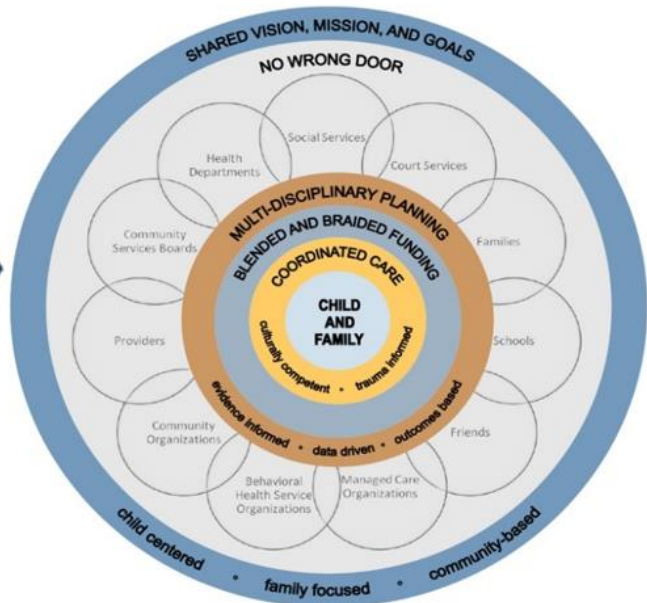 SHARED VISION, MISSION, AND GOALS
NO WRONG DOOR
Social Services
Health
Departments
Court Services
Community
Services Boards
Families
Providers
Schools
Community
Organizations
Friends
Behavioral
Health Service
Organizations
Managed Care
Organizations
MULTI-DISCIPLINARY PLANNING
BLENDED AND BRAIDED FUNDING
COORDINATED CARE
CHILD
AND
FAMILY
culturally competent • trauma informed
evidence informed • data driven • outcomes based
child centered • family focused • community-based